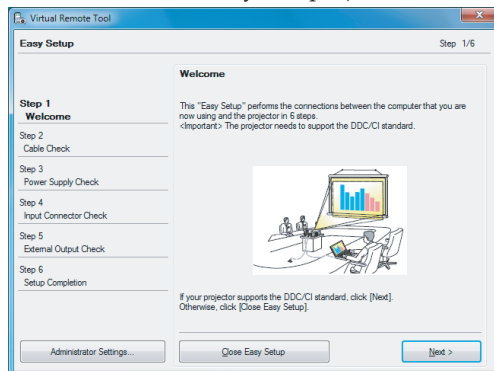 Virtual Remote Tool
Easy Setup
Step 1/6
Step 1
Welcome
Step 2
Cable Check
Step 3
Power Supply Check
Step 4
Input Connector Check
Step 5
External Output Check
Step 6
Setup Completion
Administrator Settings...
Welcome
This "Easy Setup" performs the connections between the computer that you are
now using and the projector in 6 steps.
<Important> The projector needs to support the DDC/CI standard.
If your projector supports the DDC/CI standard, click [Next].
Otherwise, click [Close Easy Setup].
Close Easy Setup
Next >